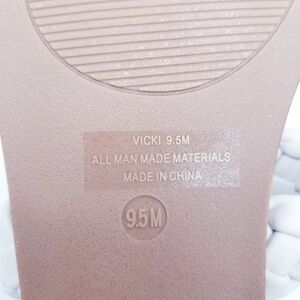 VICKI 9.5M
ALL MAN MADE MATERIALS
MADE IN CHINA
9.5M